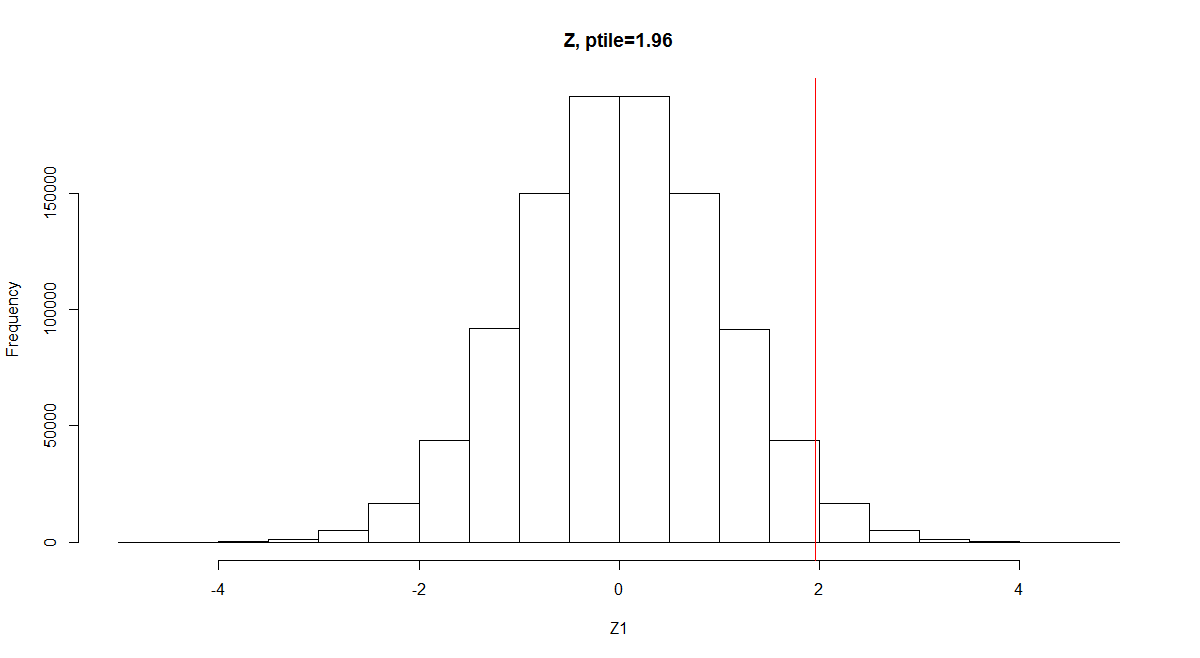 Z, ptile=1.96
Frequency
150000
100000
50000
0
-4 -2 0 2 4
Z1